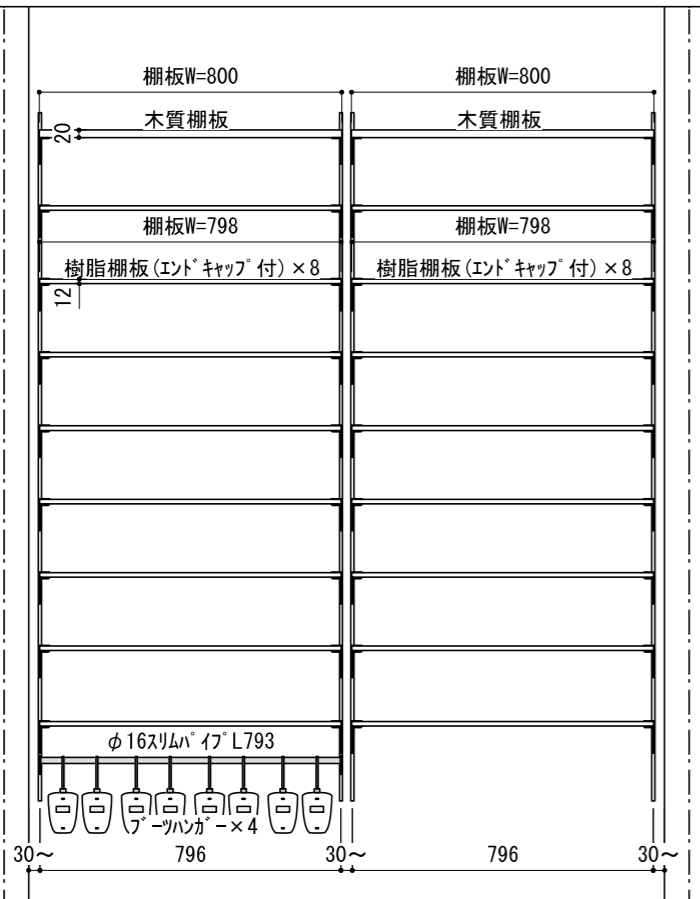 棚板W=800
棚板W=800
木質棚板
木質棚板
20
棚板W=798
棚板W=798
樹脂棚板(ｴﾝﾄﾞｷｬｯﾌﾟ付)×8
樹脂棚板(ｴﾝﾄﾞｷｬｯﾌﾟ付)×8
12
φ16ｽﾘﾑﾊﾟｲﾌﾟL793
ﾌﾞｰﾂﾊﾝｶﾞｰ×4
30～
796
30～
796
30～